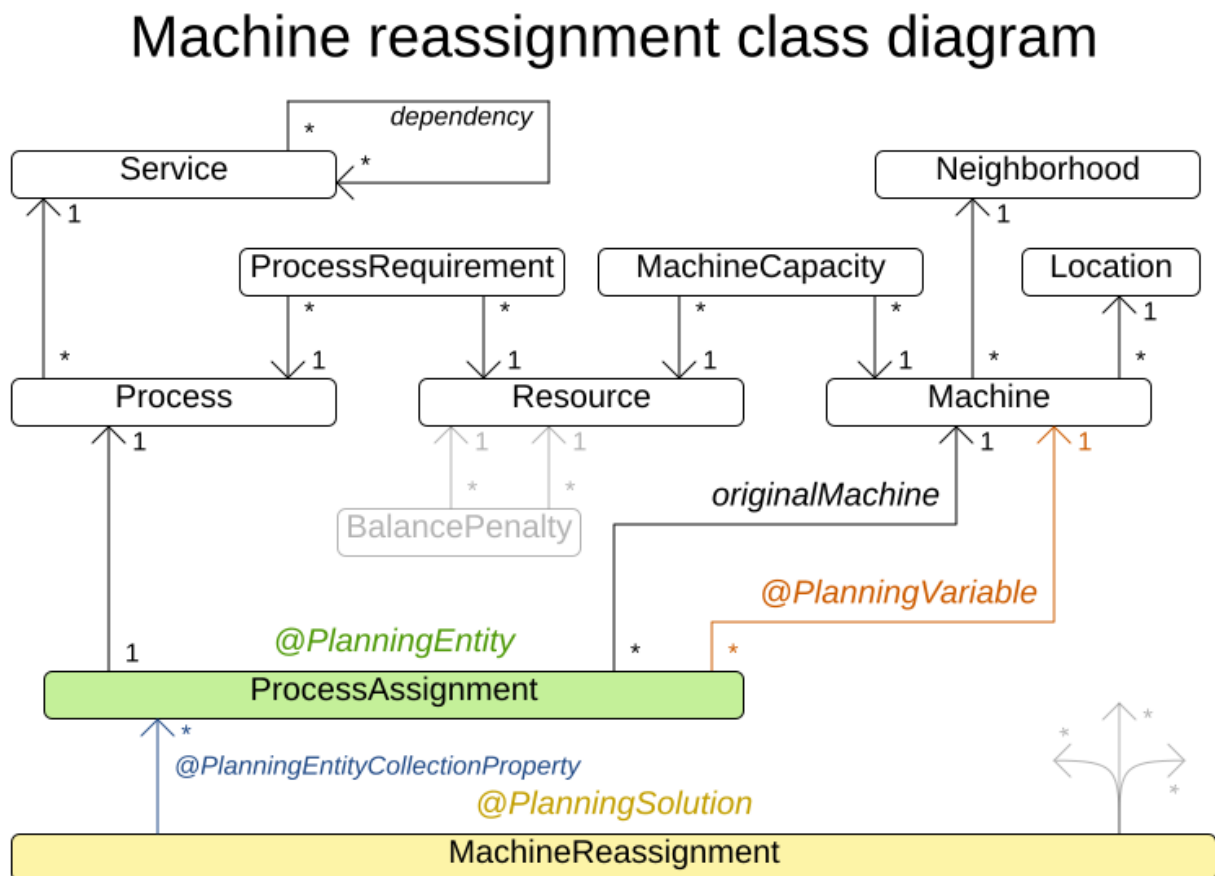 Machine reassignment class diagram
dependency
*
*
Service
Neighborhood
1
1
ProcessRequirement
MachineCapacity
Location
*
*
*
*
1
*
1
1
1
1
*
*
Process
Resource
Machine
1
1
1
1
1
*
*
originalMachine
BalancePenalty
@PlanningVariable
@PlanningEntity
1
*
*
ProcessAssignment
*
*
*
*
@PlanningEntityCollectionProperty
@PlanningSolution
MachineReassignment